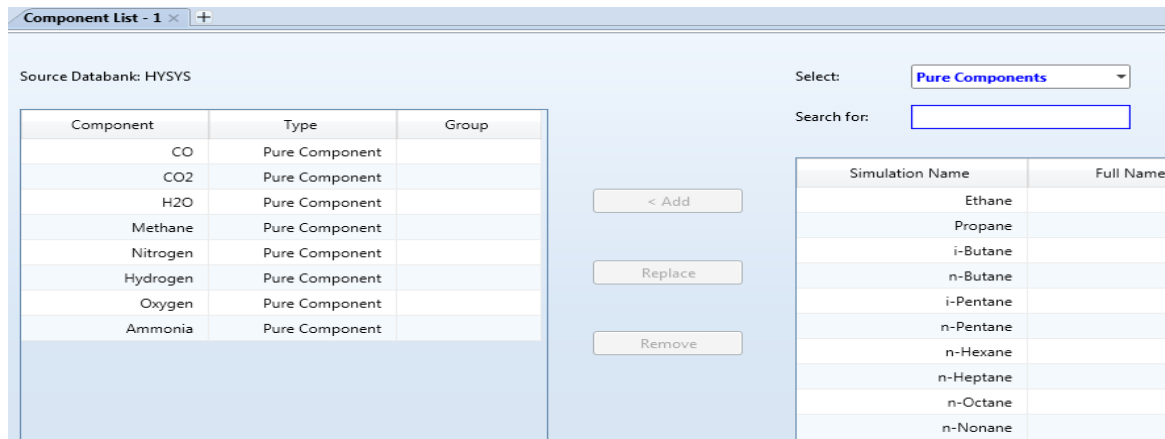 Component List - 1 × +
Source Databank: HYSYS
Component Type Group
CO Pure Component
CO2 Pure Component
H2O Pure Component
Methane Pure Component
Nitrogen Pure Component
Hydrogen Pure Component
Oxygen Pure Component
Ammonia Pure Component
< Add
Replace
Remove
Select: Pure Components
Search for:
Simulation Name Full Name
Ethane
Propane
i-Butane
n-Butane
i-Pentane
n-Pentane
n-Hexane
n-Heptane
n-Octane
n-Nonane